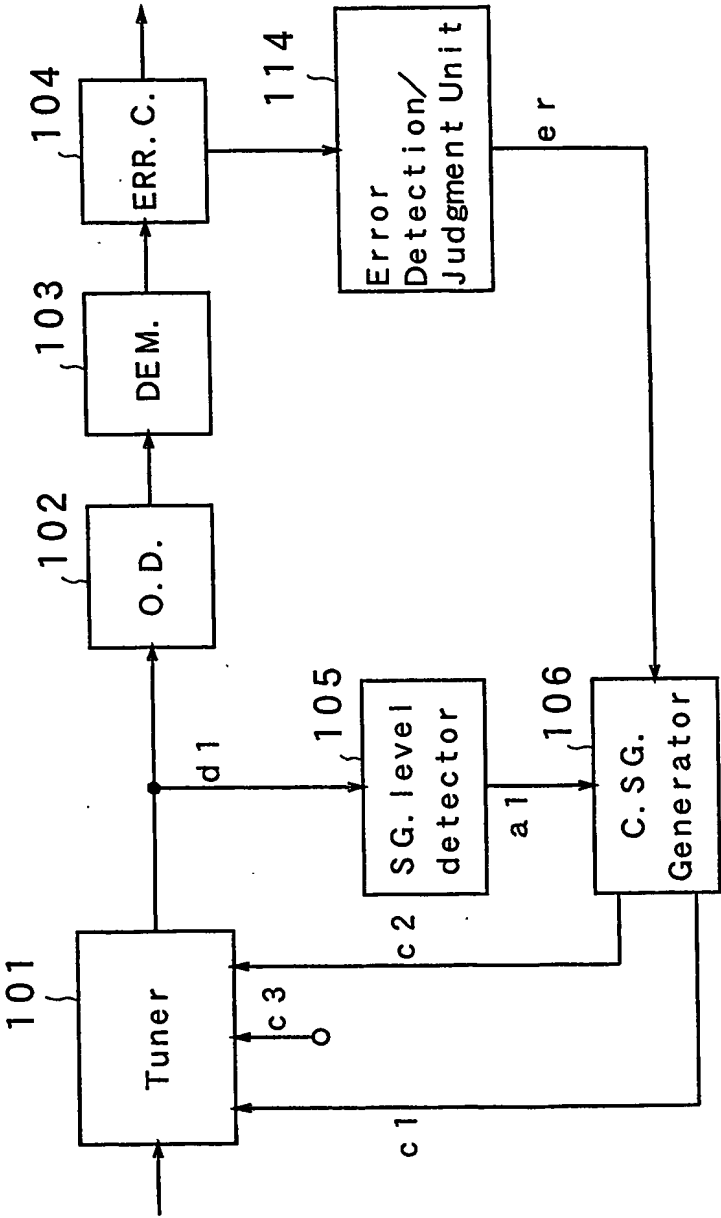 101
Tuner
102
O.D.
103
DEM.
104
ERR.C.
d1
105
SG.level
detector
a1
106
C.SG.
Generator
114
Error
Detection/
Judgment Unit
er
c2
c3
c1